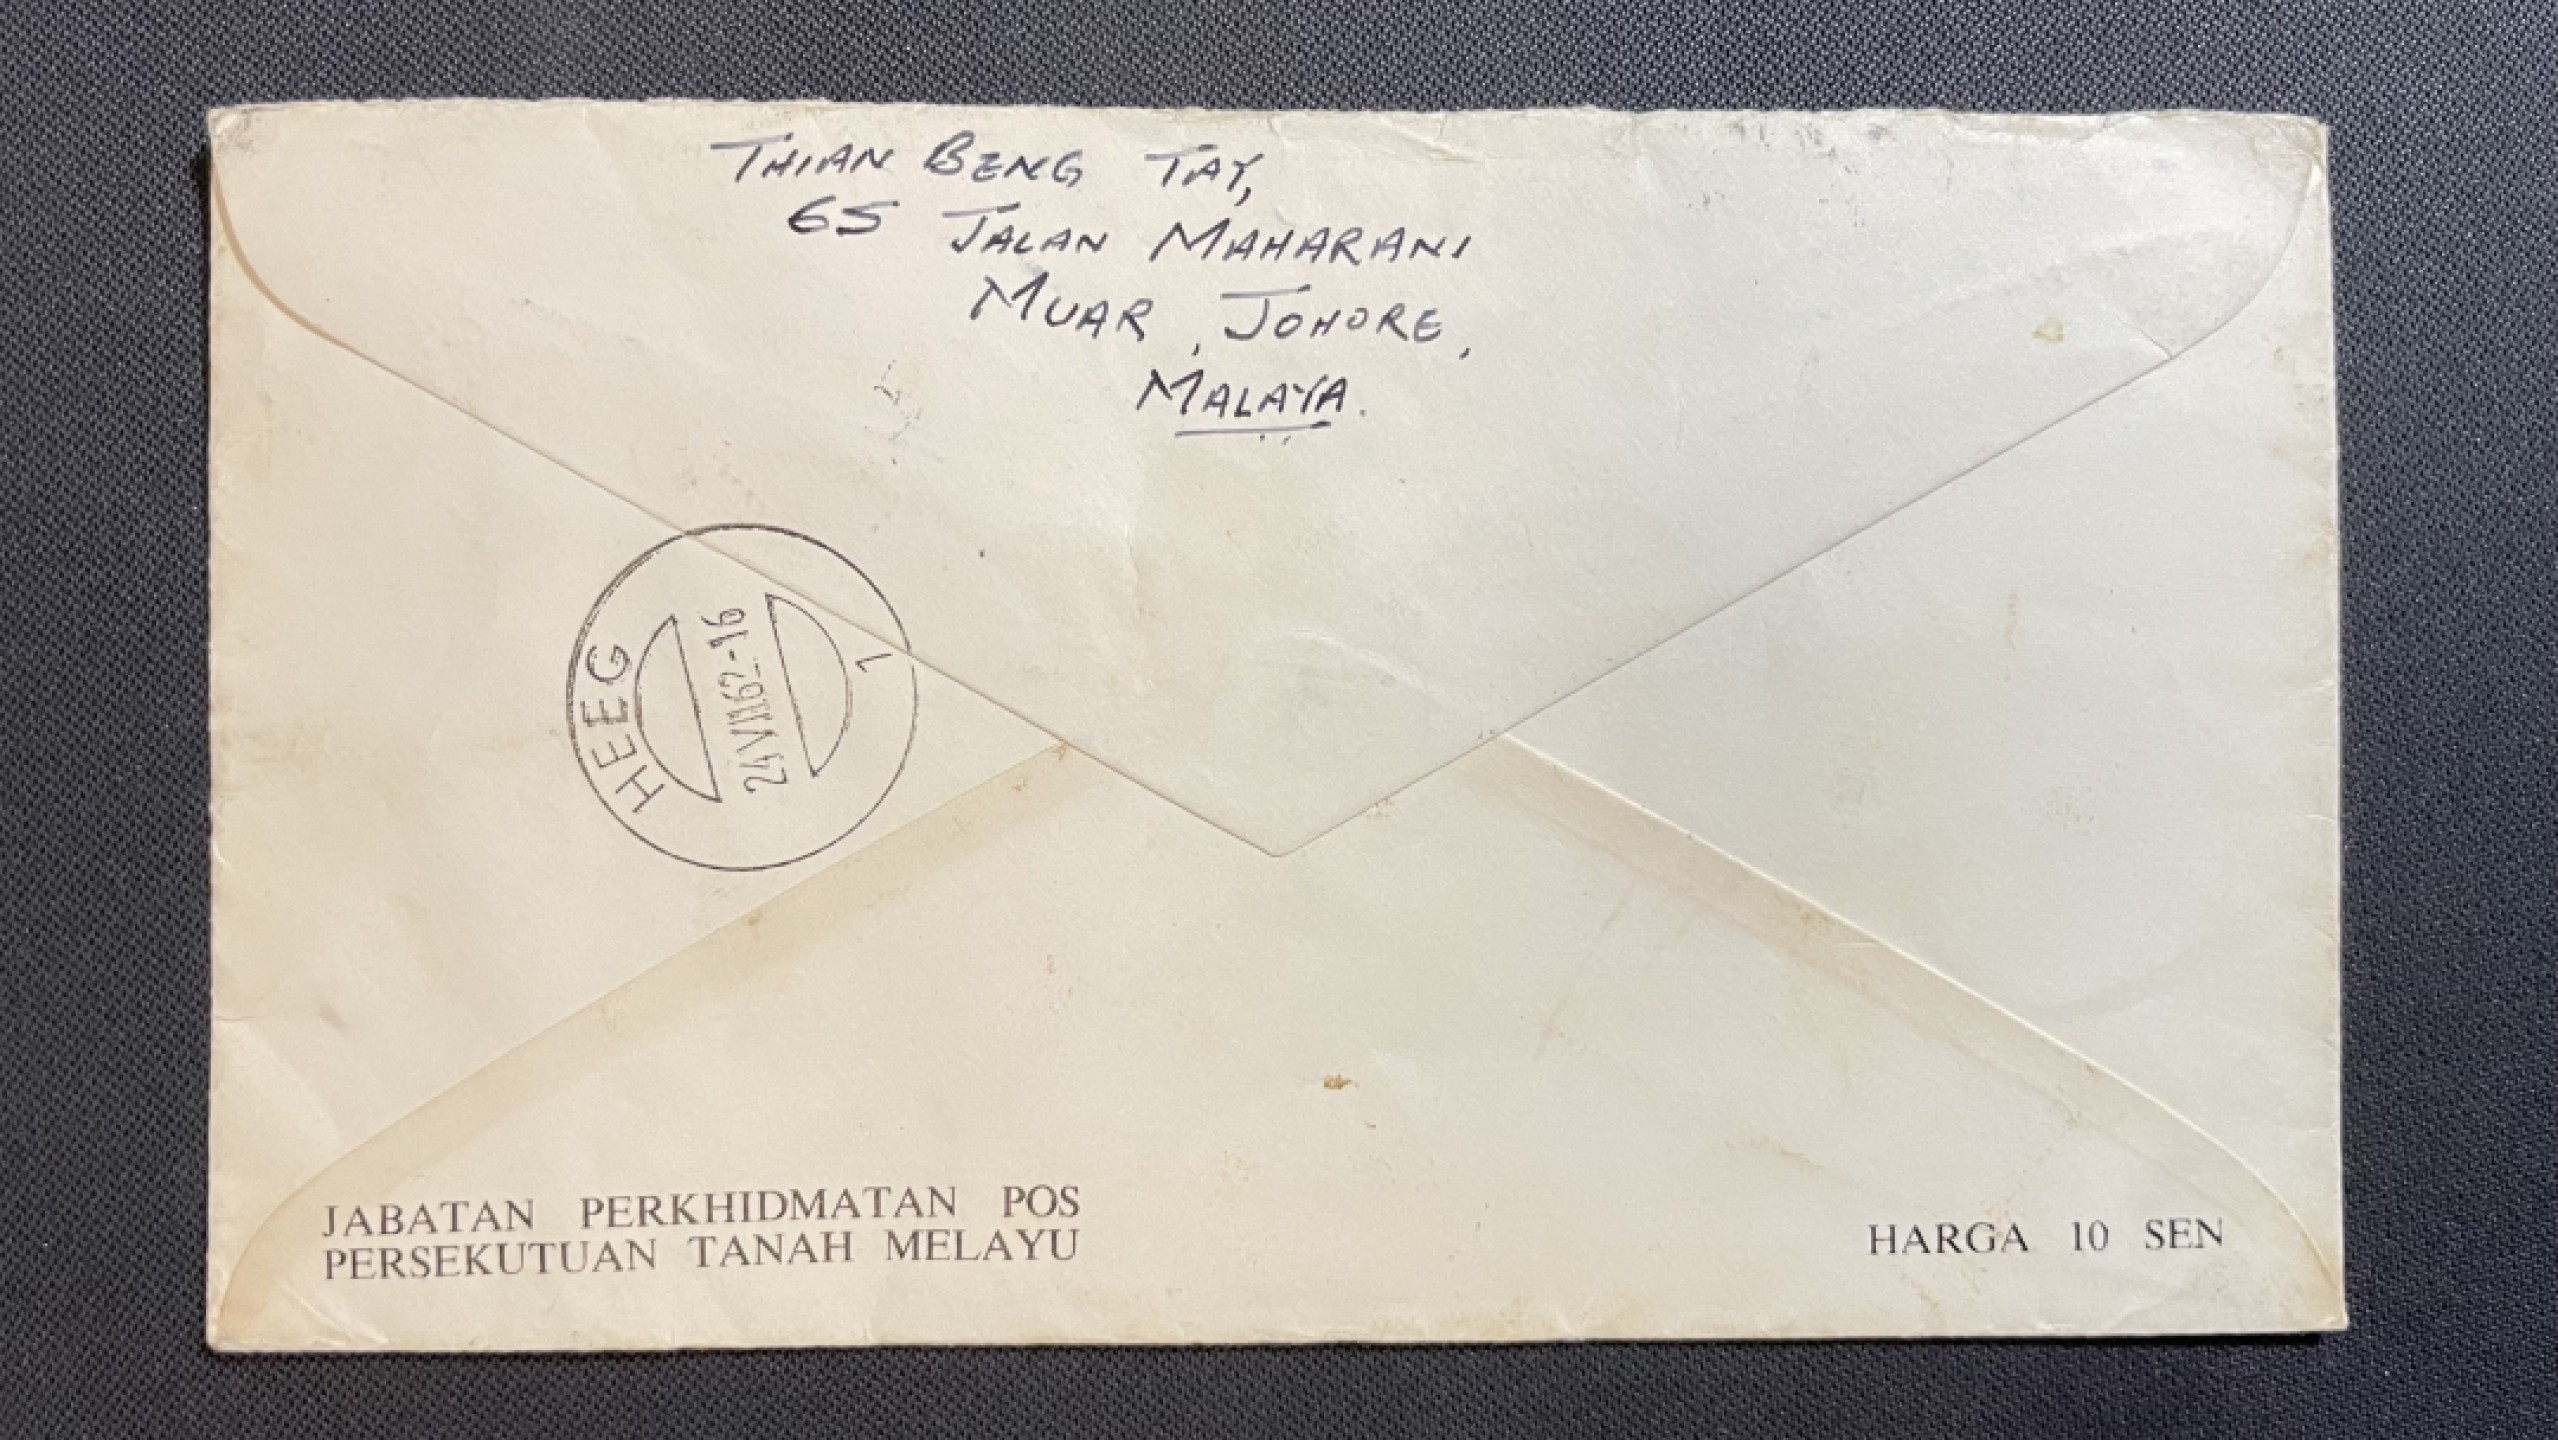 THIAN BENG TAY,
65 JALAN MAHARANI
MUAR, JOHORE,
MALAYA.
HEEG
24 VII 62-16
1
JABATAN PERKHIDMATAN POS
PERSEKUTUAN TANAH MELAYU
HARGA 10 SEN